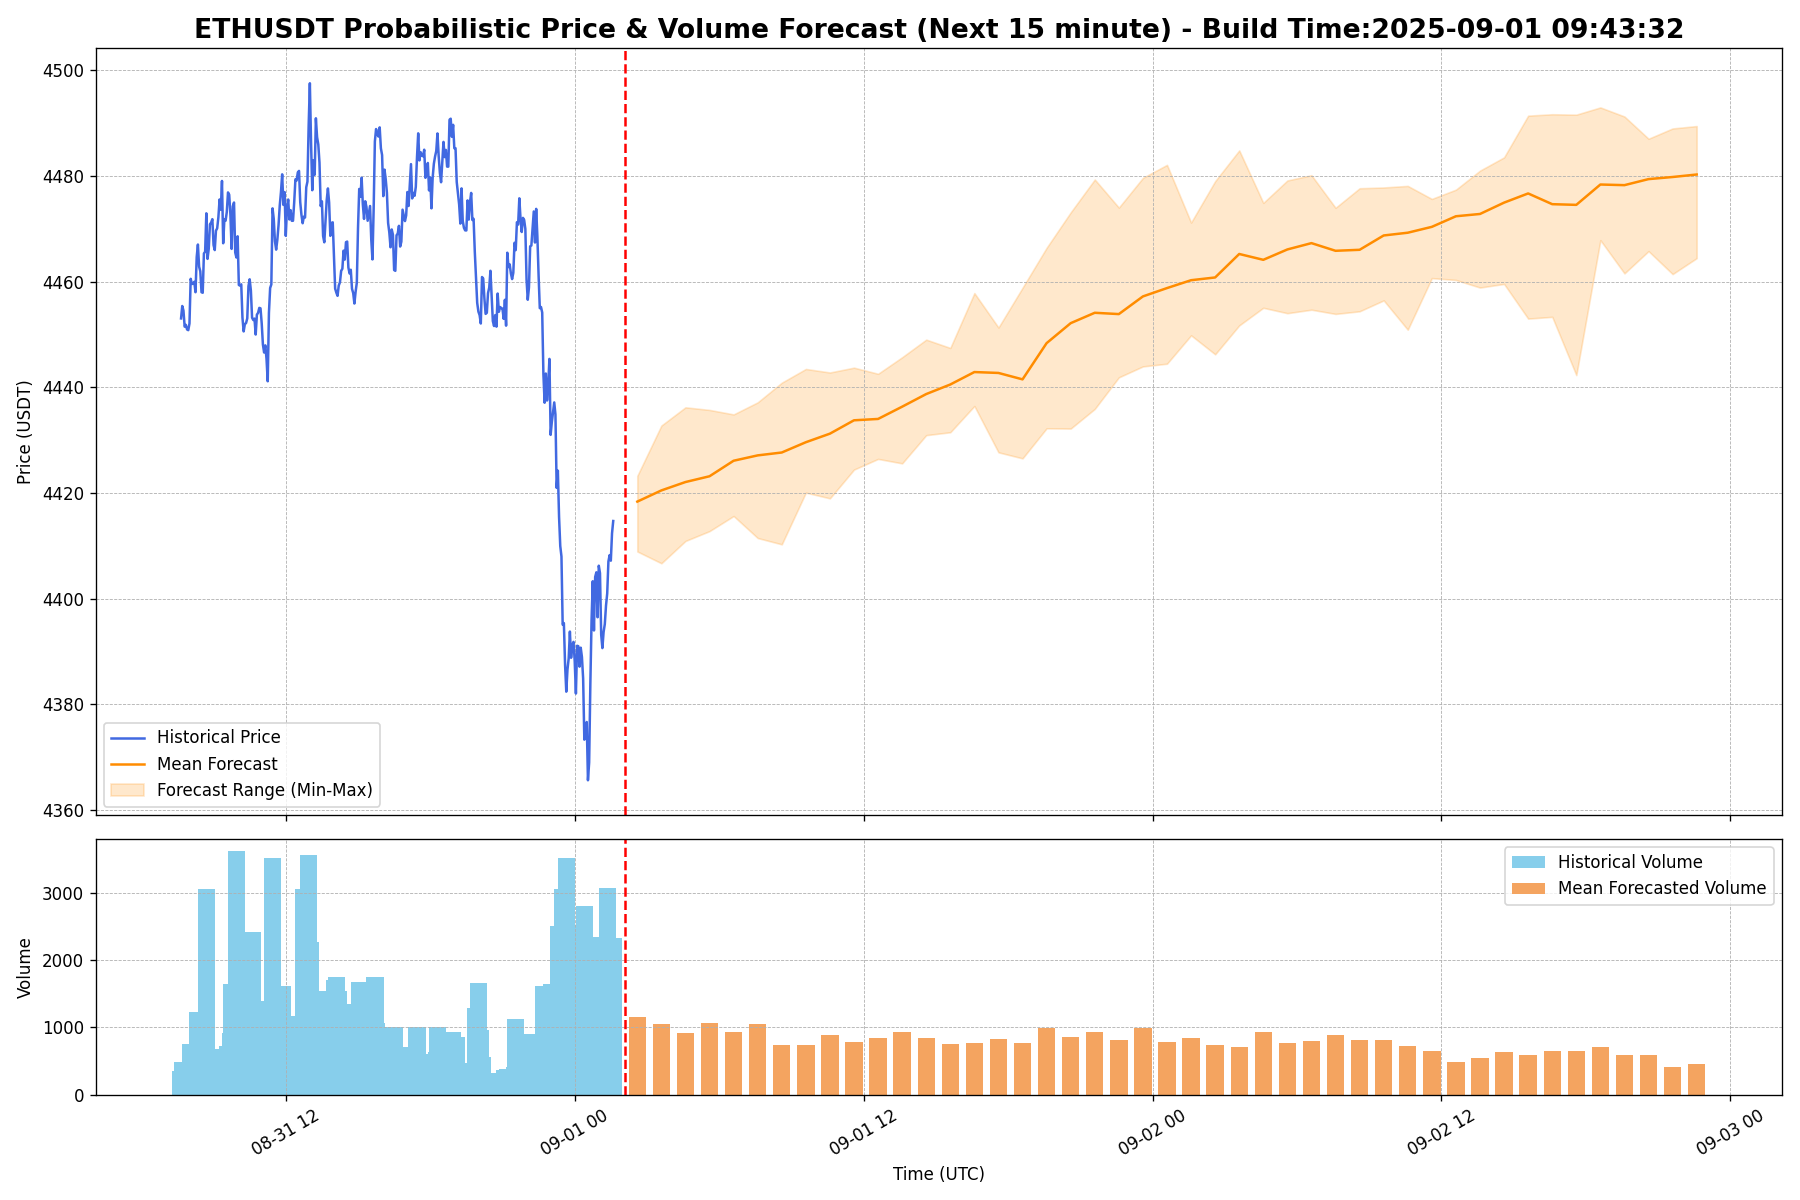 ETHUSDT Probabilistic Price & Volume Forecast (Next 15 minute) - Build Time:2025-09-01 09:43:32
Price (USDT)
4500
4480
4460
4440
4420
4400
4380
4360
Historical Price
Mean Forecast
Forecast Range (Min-Max)
Volume
3000
2000
1000
0
Historical Volume
Mean Forecasted Volume
08-31 12
09-01 00
09-01 12
09-02 00
09-02 12
09-03 00
Time (UTC)